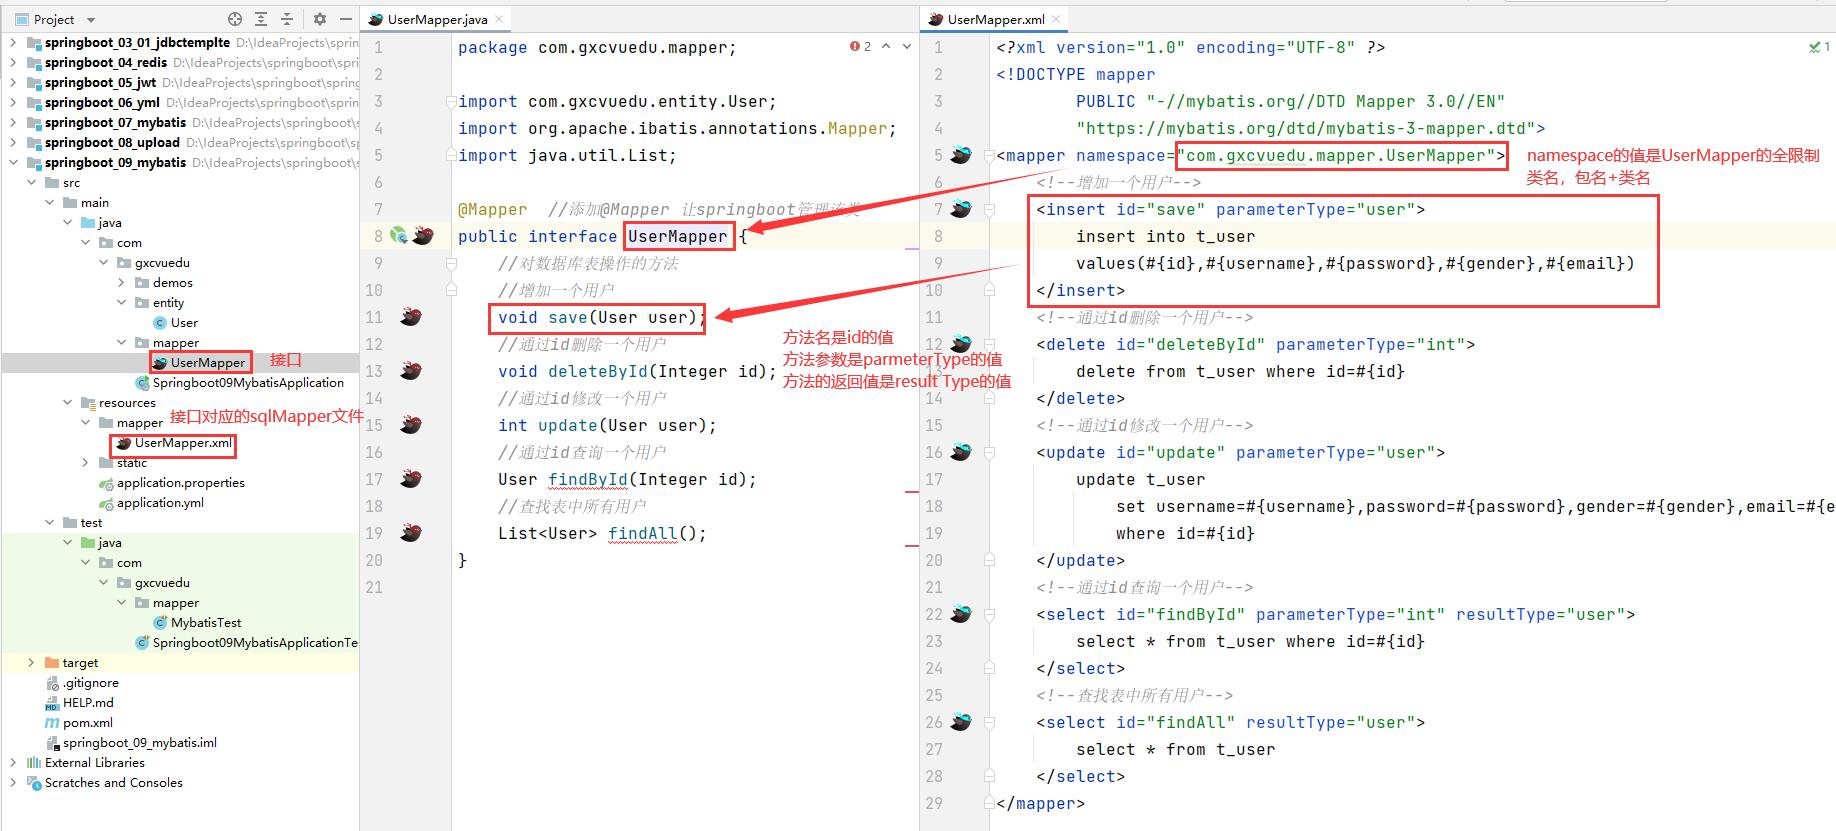 Project
springboot_03_01_jdbctemplte D:\IdeaProjects\sprin
springboot_04_redis D:\IdeaProjects\springboot\spr
springboot_05_jwt D:\IdeaProjects\springboot\sprin
springboot_06_yml D:\IdeaProjects\springboot\sprin
springboot_07_mybatis D:\IdeaProjects\springboot\s
springboot_08_upload D:\IdeaProjects\springboot\sp
springboot_09_mybatis D:\IdeaProjects\springboot\s
src
main
java
com
gxcvuedu
demos
entity
User
mapper
UserMapper 接口
Springboot09MybatisApplication
resources
mapper 接口对应的sqlMapper文件
UserMapper.xml
static
application.properties
application.yml
test
java
com
gxcvuedu
mapper
MybatisTest
Springboot09MybatisApplicationTe
target
.gitignore
HELP.md
pom.xml
springboot_09_mybatis.iml
External Libraries
Scratches and Consoles
UserMapper.java
2
1 package com.gxcvuedu.mapper;
2
3 import com.gxcvuedu.entity.User;
4 import org.apache.ibatis.annotations.Mapper;
5 import java.util.List;
6
7 @Mapper //添加@Mapper 让springboot管理该类
8 public interface UserMapper {
9 //对数据库表操作的方法
10 //增加一个用户
11 void save(User user);
12 //通过id删除一个用户
13 void deleteById(Integer id);
14 //通过id修改一个用户
15 int update(User user);
16 //通过id查询一个用户
17 User findById(Integer id);
18 //查找表中所有用户
19 List<User> findAll();
20 }
21
方法名是id的值
方法参数是parmeterType的值
方法的返回值是result Type的值
UserMapper.xml
1
1 <?xml version="1.0" encoding="UTF-8" ?>
2 <!DOCTYPE mapper
3 PUBLIC "-//mybatis.org//DTD Mapper 3.0//EN"
4 "https://mybatis.org/dtd/mybatis-3-mapper.dtd">
5 <mapper namespace="com.gxcvuedu.mapper.UserMapper">
namespace的值是UserMapper的全限制
类名，包名+类名
6 <!--增加一个用户-->
7 <insert id="save" parameterType="user">
8 insert into t_user
9 values(#{id},#{username},#{password},#{gender},#{email})
10 </insert>
11 <!--通过id删除一个用户-->
12 <delete id="deleteById" parameterType="int">
13 delete from t_user where id=#{id}
14 </delete>
15 <!--通过id修改一个用户-->
16 <update id="update" parameterType="user">
17 update t_user
18 set username=#{username},password=#{password},gender=#{gender},email=#{e
19 where id=#{id}
20 </update>
21 <!--通过id查询一个用户-->
22 <select id="findById" parameterType="int" resultType="user">
23 select * from t_user where id=#{id}
24 </select>
25 <!--查找表中所有用户-->
26 <select id="findAll" resultType="user">
27 select * from t_user
28 </select>
29 </mapper>